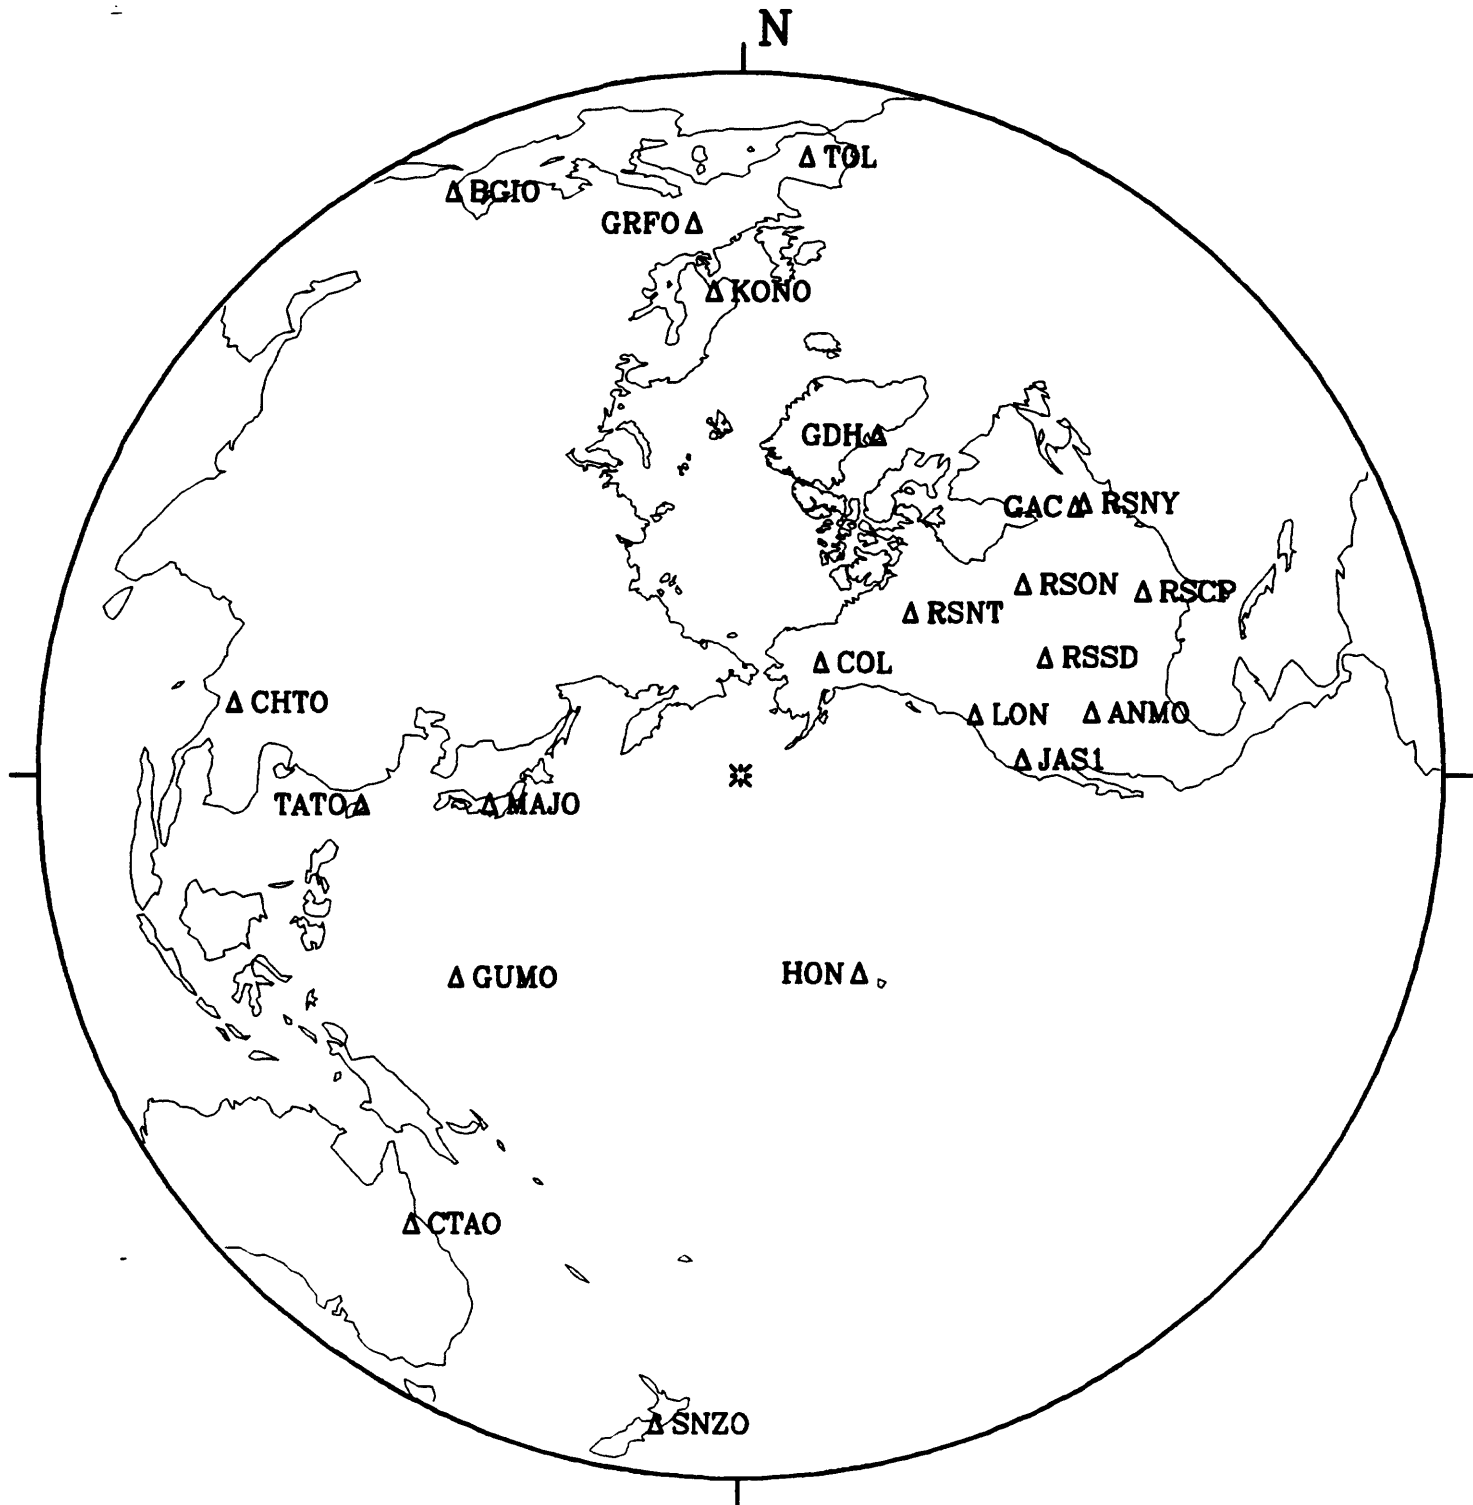 N
TOL
BGIO
GRFO
KONO
GDH
GAC
RSNY
RSON
RSCP
RSNT
COL
RSSD
CHTO
LON
ANMO
JAS1
TATO
MAJO
HON
GUMO
CTAO
SNZO